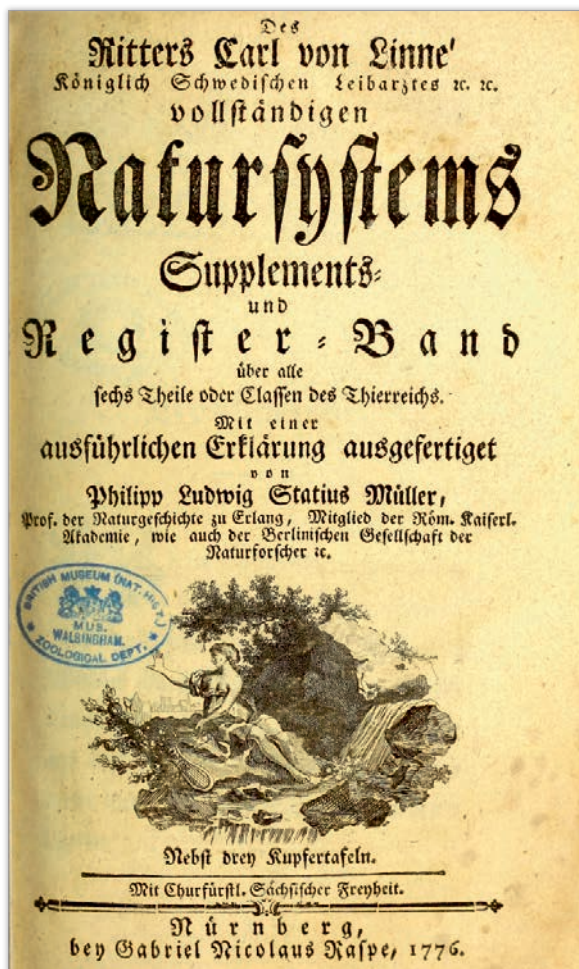 Des
Ritters Carl von Linne'
Königlich Schwedischen Leibarztes ꝛc. ꝛc.
vollständigen
Natursystems
Supplements-
und
Register-Band
über alle
sechs Theile oder Classen des Thierreichs.
Mit einer
ausführlichen Erklärung ausgefertiget
von
Philipp Ludwig Statius Müller,
Prof. der Naturgeschichte zu Erlang, Mitglied der Röm. Kaiserl.
Akademie, wie auch der Berlinischen Gesellschaft der
Naturforscher ꝛc.
BRITISH MUSEUM (NAT. HIST.)
MUS.
WALSINGHAM.
ZOOLOGICAL DEPT.
Nebst drey Kupfertafeln.
Mit Churfürstl. Sächsischer Freyheit.
Nürnberg,
bey Gabriel Nicolaus Raspe, 1776.